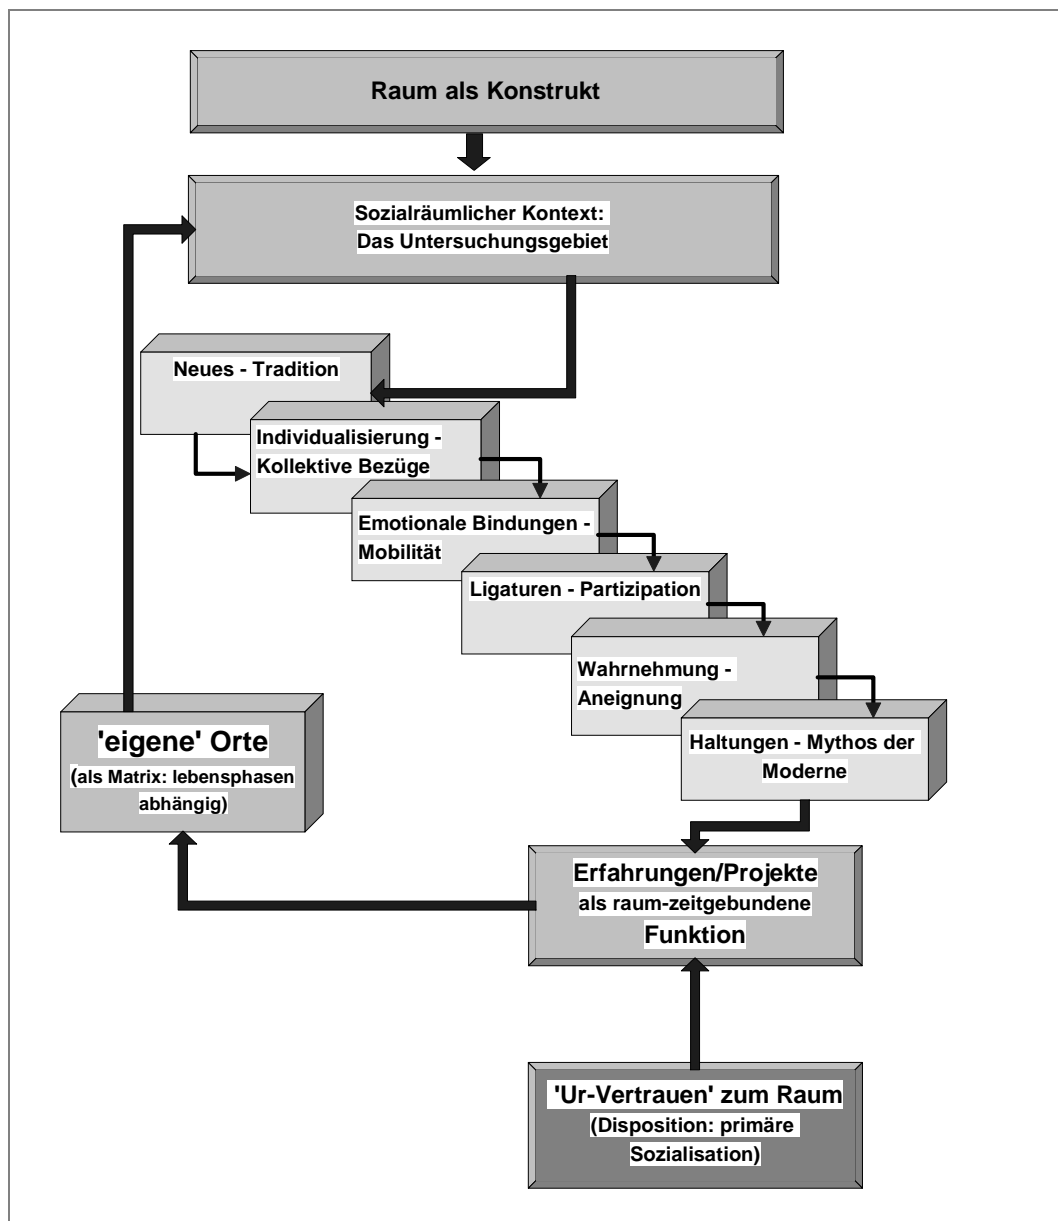 Raum als Konstrukt
Sozialräumlicher Kontext:
Das Untersuchungsgebiet
Neues - Tradition
Individualisierung -
Kollektive Bezüge
Emotionale Bindungen -
Mobilität
Ligaturen - Partizipation
Wahrnehmung -
Aneignung
Haltungen - Mythos der
Moderne
'eigene' Orte
(als Matrix: lebensphasen
abhängig)
Erfahrungen/Projekte
als raum-zeitgebundene
Funktion
'Ur-Vertrauen' zum Raum
(Disposition: primäre
Sozialisation)